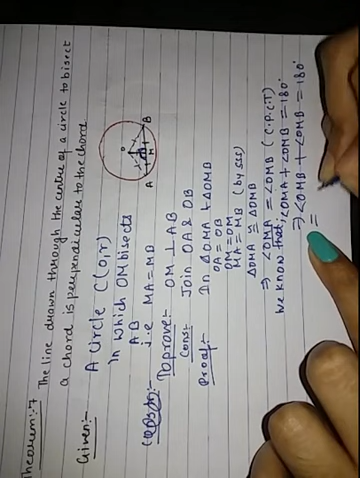 Theorem:-7 The line drawn through the centre of a circle to bisect
a chord is perpendicular to the chord
Given:- A circle C(o,r)
In which OM bisects
AB
i.e MA=MB
To prove:- OM ⊥ AB
Const:- Join OA & OB
Proof:- In ΔOMA & ΔOMB
OA = OB
OM = OM
MA = MB (by SSS)
ΔOMA ≅ ΔOMB
⇒ ∠OMA = ∠OMB (C.P.C.T)
We know that, ∠OMA + ∠OMB = 180°
⇒ ∠OMB + ∠OMB = 180°
⇒ =
O
A M B